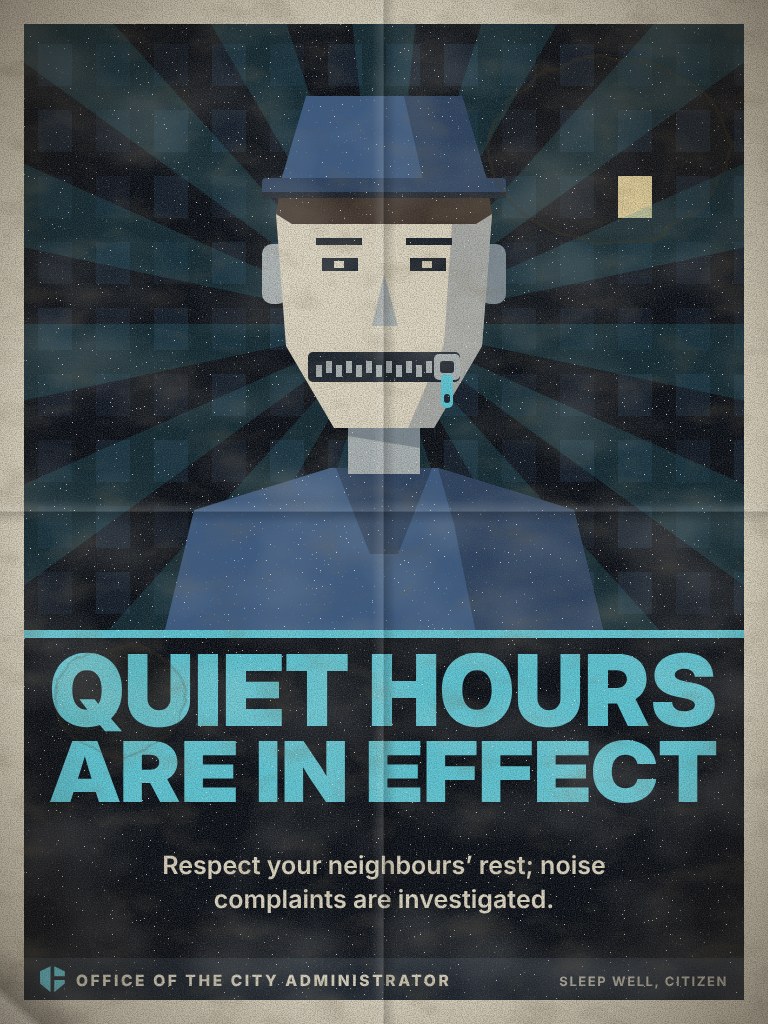 QUIET HOURS
ARE IN EFFECT
Respect your neighbours’ rest; noise
complaints are investigated.
OFFICE OF THE CITY ADMINISTRATOR
SLEEP WELL, CITIZEN